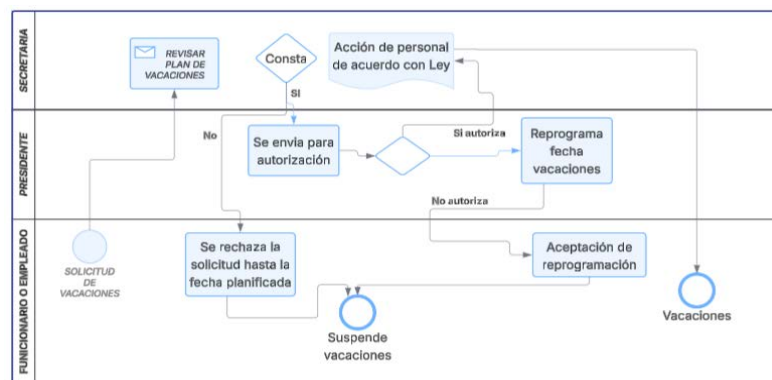 SECRETARIA
REVISAR
PLAN DE
VACACIONES
Consta
Acción de personal
de acuerdo con Ley
SI
No
PRESIDENTE
Se envia para
autorización
Si autoriza
Reprograma
fecha
vacaciones
No autoriza
FUNICIONARIO O EMPLEADO
SOLICITUD
DE
VACACIONES
Se rechaza la
solicitud hasta la
fecha planificada
Aceptación de
reprogramación
Suspende
vacaciones
Vacaciones